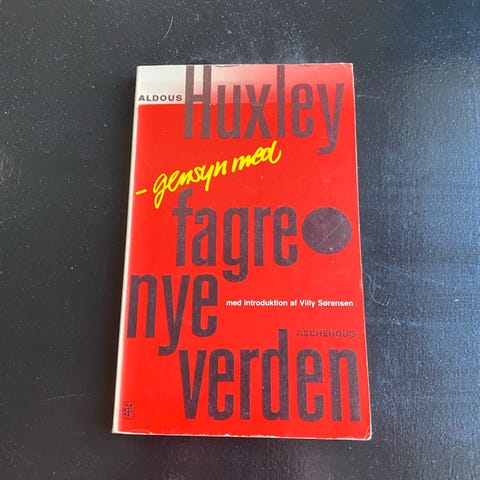 ALDOUS Huxley
- gensyn med
fagre
nye
med introduktion af Villy Sørensen
ASCHEHOUG
verden